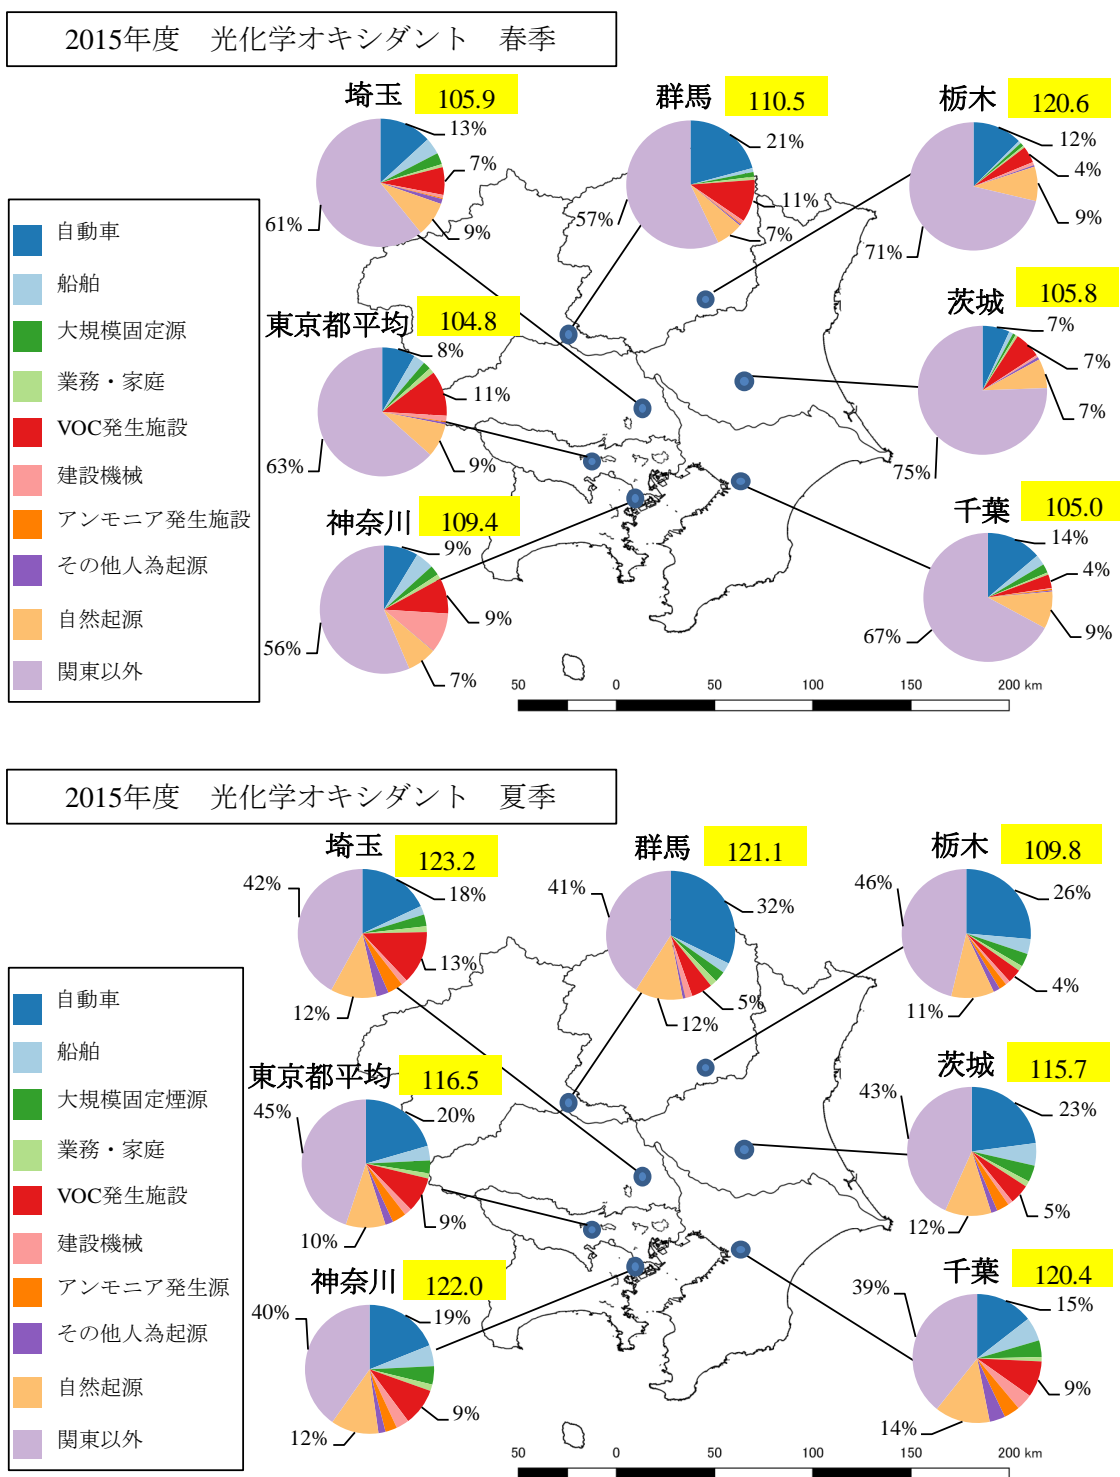 2015年度　光化学オキシダント　春季
埼玉 105.9
13%
7%
9%
61%
群馬 110.5
21%
11%
7%
57%
栃木 120.6
12%
4%
9%
71%
自動車
船舶
大規模固定源
業務・家庭
VOC発生施設
建設機械
アンモニア発生施設
その他人為起源
自然起源
関東以外
東京都平均 104.8
8%
11%
9%
63%
茨城 105.8
7%
7%
7%
75%
神奈川 109.4
9%
9%
7%
56%
千葉 105.0
14%
4%
9%
67%
50 0 50 100 150 200 km
2015年度　光化学オキシダント　夏季
埼玉 123.2
18%
13%
12%
42%
群馬 121.1
32%
5%
12%
41%
栃木 109.8
26%
4%
11%
46%
自動車
船舶
大規模固定煙源
業務・家庭
VOC発生施設
建設機械
アンモニア発生源
その他人為起源
自然起源
関東以外
東京都平均 116.5
20%
9%
10%
45%
茨城 115.7
23%
5%
12%
43%
神奈川 122.0
19%
9%
12%
40%
千葉 120.4
15%
9%
14%
39%
50 0 50 100 150 200 km